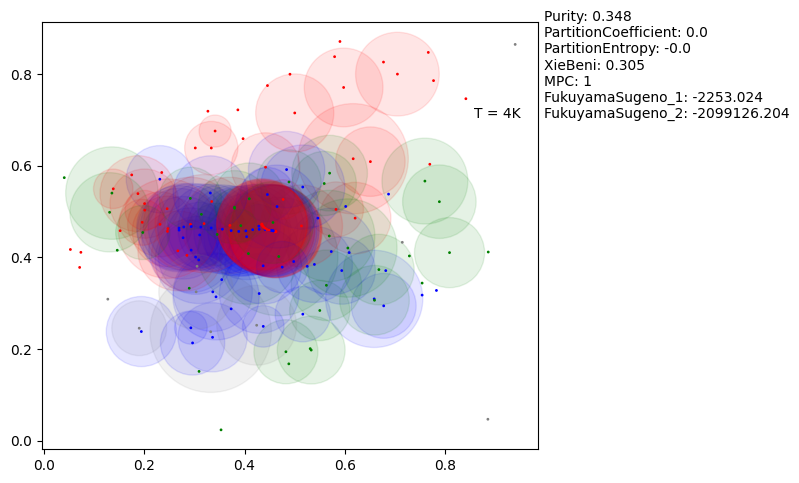 Purity: 0.348
PartitionCoefficient: 0.0
PartitionEntropy: -0.0
XieBeni: 0.305
MPC: 1
FukuyamaSugeno_1: -2253.024
FukuyamaSugeno_2: -2099126.204
T = 4K
0.8
0.6
0.4
0.2
0.0
0.0 0.2 0.4 0.6 0.8